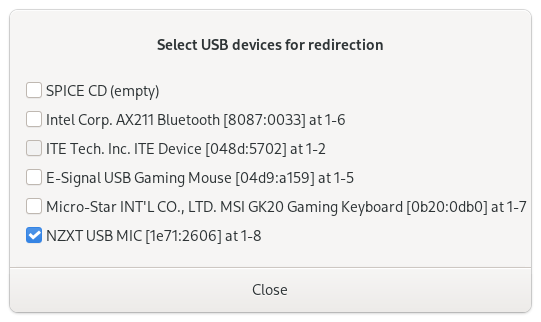 Select USB devices for redirection
SPICE CD (empty)
Intel Corp. AX211 Bluetooth [8087:0033] at 1-6
ITE Tech. Inc. ITE Device [048d:5702] at 1-2
E-Signal USB Gaming Mouse [04d9:a159] at 1-5
Micro-Star INT'L CO., LTD. MSI GK20 Gaming Keyboard [0b20:0db0] at 1-7
NZXT USB MIC [1e71:2606] at 1-8
Close